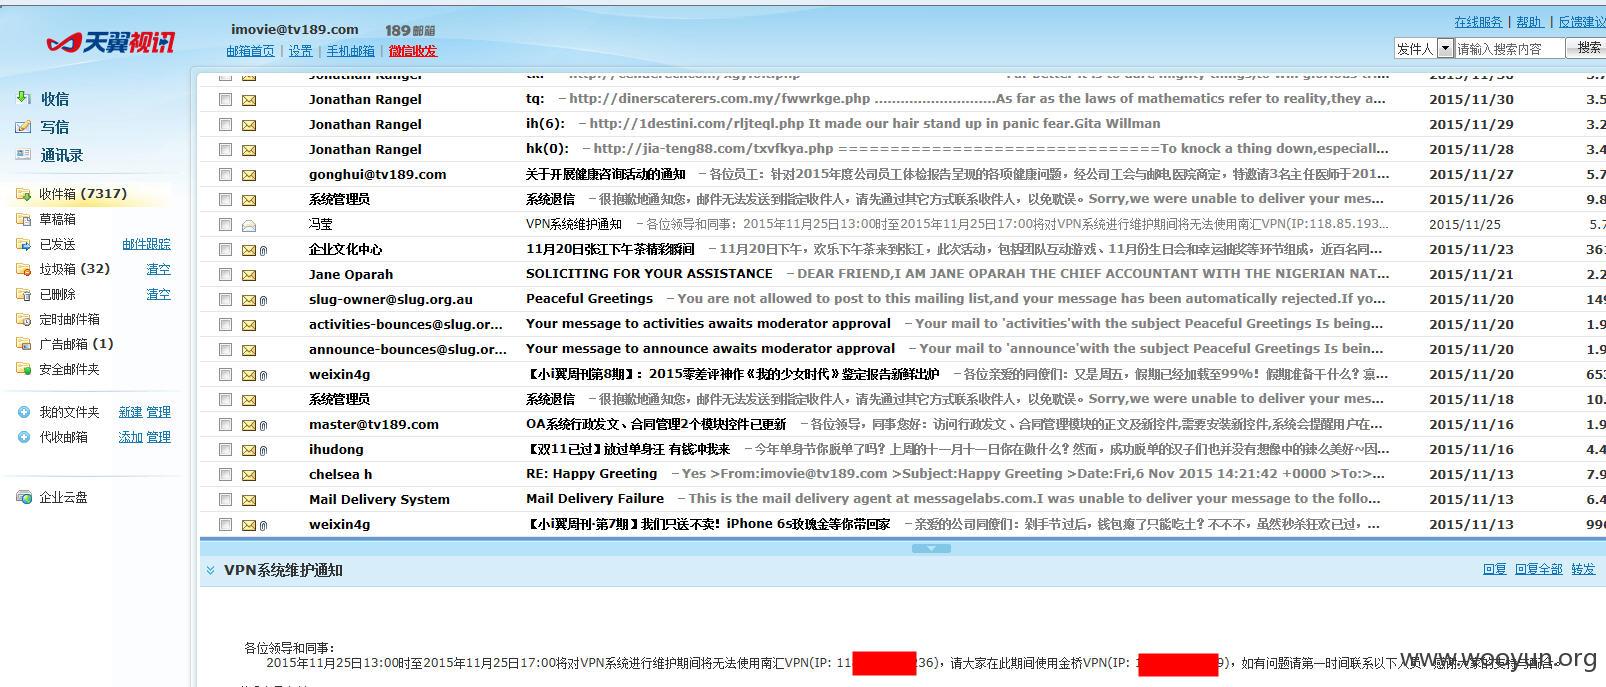 天翼视讯
imovie@tv189.com 189邮箱
邮箱首页 | 设置 | 手机邮箱 | 微信收发
在线服务 | 帮助 | 反馈建议
发件人 请输入搜索内容 搜索
收信
写信
通讯录
收件箱 (7317)
草稿箱
已发送 邮件跟踪
垃圾箱 (32) 清空
已删除 清空
定时邮件箱
广告邮箱 (1)
安全邮件夹
我的文件夹 新建 管理
代收邮箱 添加 管理
企业云盘
Jonathan Rangel
Jonathan Rangel tq: – http://dinerscaterers.com.my/fwwrkge.php ............................As far as the laws of mathematics refer to reality,they a... 2015/11/30 3.5
Jonathan Rangel ih(6): – http://1destini.com/rljteql.php It made our hair stand up in panic fear.Gita Willman 2015/11/29 3.2
Jonathan Rangel hk(0): – http://jia-teng88.com/txvfkya.php ==============================To knock a thing down,especiall... 2015/11/28 3.4
gonghui@tv189.com 关于开展健康咨询活动的通知 – 各位员工：针对2015年度公司员工体检报告呈现的各项健康问题，经公司工会与邮电医院商定，特邀请3名主任医师于201... 2015/11/27 5.7
系统管理员 系统退信 – 很抱歉地通知您，邮件无法发送到指定收件人，请先通过其它方式联系收件人，以免耽误。Sorry,we were unable to deliver your mes... 2015/11/26 9.8
冯莹 VPN系统维护通知 – 各位领导和同事：2015年11月25日13:00时至2015年11月25日17:00将对VPN系统进行维护期间将无法使用南汇VPN(IP:118.85.193... 2015/11/25 5.7
企业文化中心 11月20日张江下午茶精彩瞬间 – 11月20日下午，欢乐下午茶来到张江，此次活动，包括团队互动游戏、11月份生日会和幸运抽奖等环节组成，近百名同... 2015/11/23 361
Jane Oparah SOLICITING FOR YOUR ASSISTANCE – DEAR FRIEND,I AM JANE OPARAH THE CHIEF ACCOUNTANT WITH THE NIGERIAN NAT... 2015/11/21 2.2
slug-owner@slug.org.au Peaceful Greetings – You are not allowed to post to this mailing list,and your message has been automatically rejected.If yo... 2015/11/20 149
activities-bounces@slug.or... Your message to activities awaits moderator approval – Your mail to 'activities'with the subject Peaceful Greetings Is being... 2015/11/20 1.9
announce-bounces@slug.or... Your message to announce awaits moderator approval – Your mail to 'announce'with the subject Peaceful Greetings Is bein... 2015/11/20 1.9
weixin4g 【小i翼周刊第8期】：2015零差评神作《我的少女时代》鉴定报告新鲜出炉 – 各位亲爱的同僚们：又是周五，假期已经加载至99%！假期准备干什么？ 2015/11/20 653
系统管理员 系统退信 – 很抱歉地通知您，邮件无法发送到指定收件人，请先通过其它方式联系收件人，以免耽误。Sorry,we were unable to deliver your mes... 2015/11/18 10.
master@tv189.com OA系统行政发文、合同管理2个模块控件已更新 – 各位领导，同事您好：访问行政发文、合同管理模块的正文及新控件,需要安装新控件,系统会提醒用户在... 2015/11/16 1.9
ihudong 【双11已过】放过单身汪 有钱冲我来 – 今年单身节你脱单了吗？上周的十一月十一日你在做什么？然而，成功脱单的汉子们也并没有想像中的辣么美好~因... 2015/11/16 4.4
chelsea h RE: Happy Greeting – Yes >From:imovie@tv189.com >Subject:Happy Greeting >Date:Fri,6 Nov 2015 14:21:42 +0000 >To:>... 2015/11/13 7.9
Mail Delivery System Mail Delivery Failure – This is the mail delivery agent at messagelabs.com.I was unable to deliver your message to the follo... 2015/11/13 6.4
weixin4g 【小i翼周刊·第7期】我们只送不卖！iPhone 6s玫瑰金等你带回家 – 亲爱的公司同僚们：剁手节过后，钱包瘪了只能吃土？不不不，虽然秒杀狂欢已过，... 2015/11/13 996
VPN系统维护通知 回复 回复全部 转发
各位领导和同事：
2015年11月25日13:00时至2015年11月25日17:00将对VPN系统进行维护期间将无法使用南汇VPN(IP: 11 36)，请大家在此期间使用金桥VPN(IP: 9)，如有问题请第一时间联系以下人员
www.wooyun.org